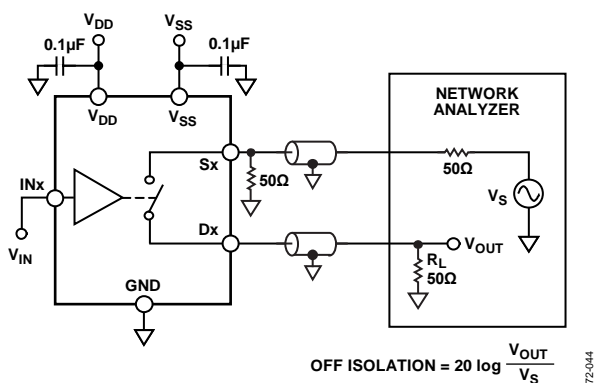 VDD
VSS
0.1µF
0.1µF
VDD
VSS
NETWORK
ANALYZER
Sx
50Ω
50Ω
INx
VS
Dx
VOUT
VIN
RL
50Ω
GND
OFF ISOLATION = 20 log VOUT
VS
72-044